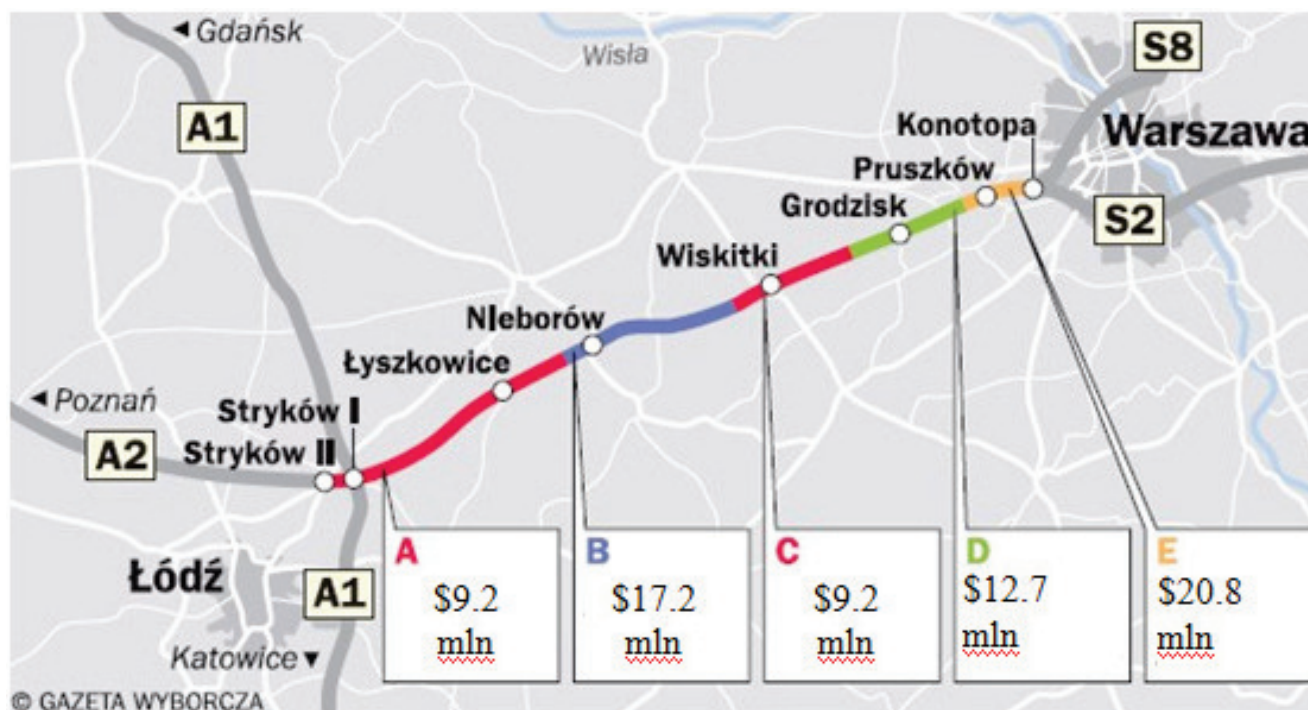 ◄ Gdańsk
Wisła
S8
A1
Konotopa
Warszawa
Pruszków
Grodzisk
S2
Wiskitki
Nieborów
Łyszkowice
◄ Poznań
Stryków I
A2
Stryków II
A
B
C
D
E
$9.2
mln
$17.2
mln
$9.2
mln
$12.7
mln
$20.8
mln
Łódź
A1
Katowice ▼
© GAZETA WYBORCZA